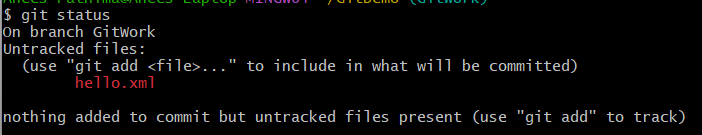 $ git status
On branch GitWork
Untracked files:
  (use "git add <file>..." to include in what will be committed)
        hello.xml

nothing added to commit but untracked files present (use "git add" to track)